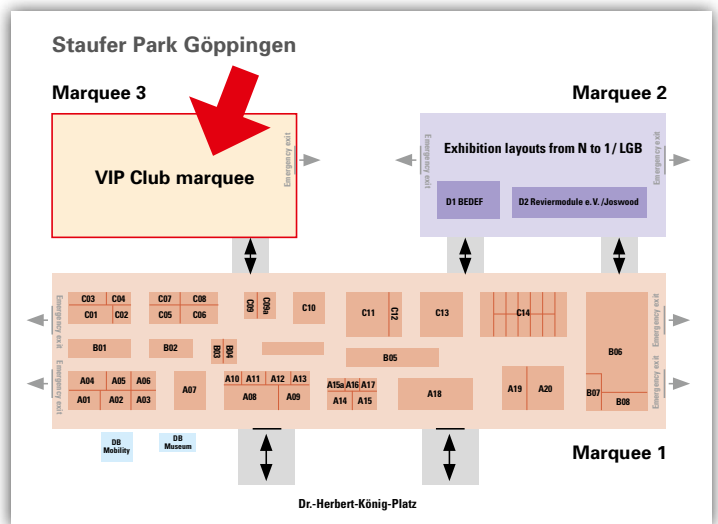 Staufer Park Göppingen
Marquee 3
Marquee 2
VIP Club marquee
Emergency exit
Emergency exit
Exhibition layouts from N to 1/ LGB
Emergency exit
D1 BEDEF
D2 Reviermodule e. V. /Joswood
Emergency exit
C03 C04
C01 C02
C07 C08
C05 C06
C09 C09a
C10
C11 C12
C13
C14
Emergency exit
B01
B02
B03 B04
B05
B06
B07
B08
Emergency exit
A04 A05 A06
A01 A02 A03
A07
A10 A11 A12 A13
A08 A09
A15a A16 A17
A14 A15
A18
A19 A20
Emergency exit
DB
Mobility
DB
Museum
Marquee 1
Dr.-Herbert-König-Platz